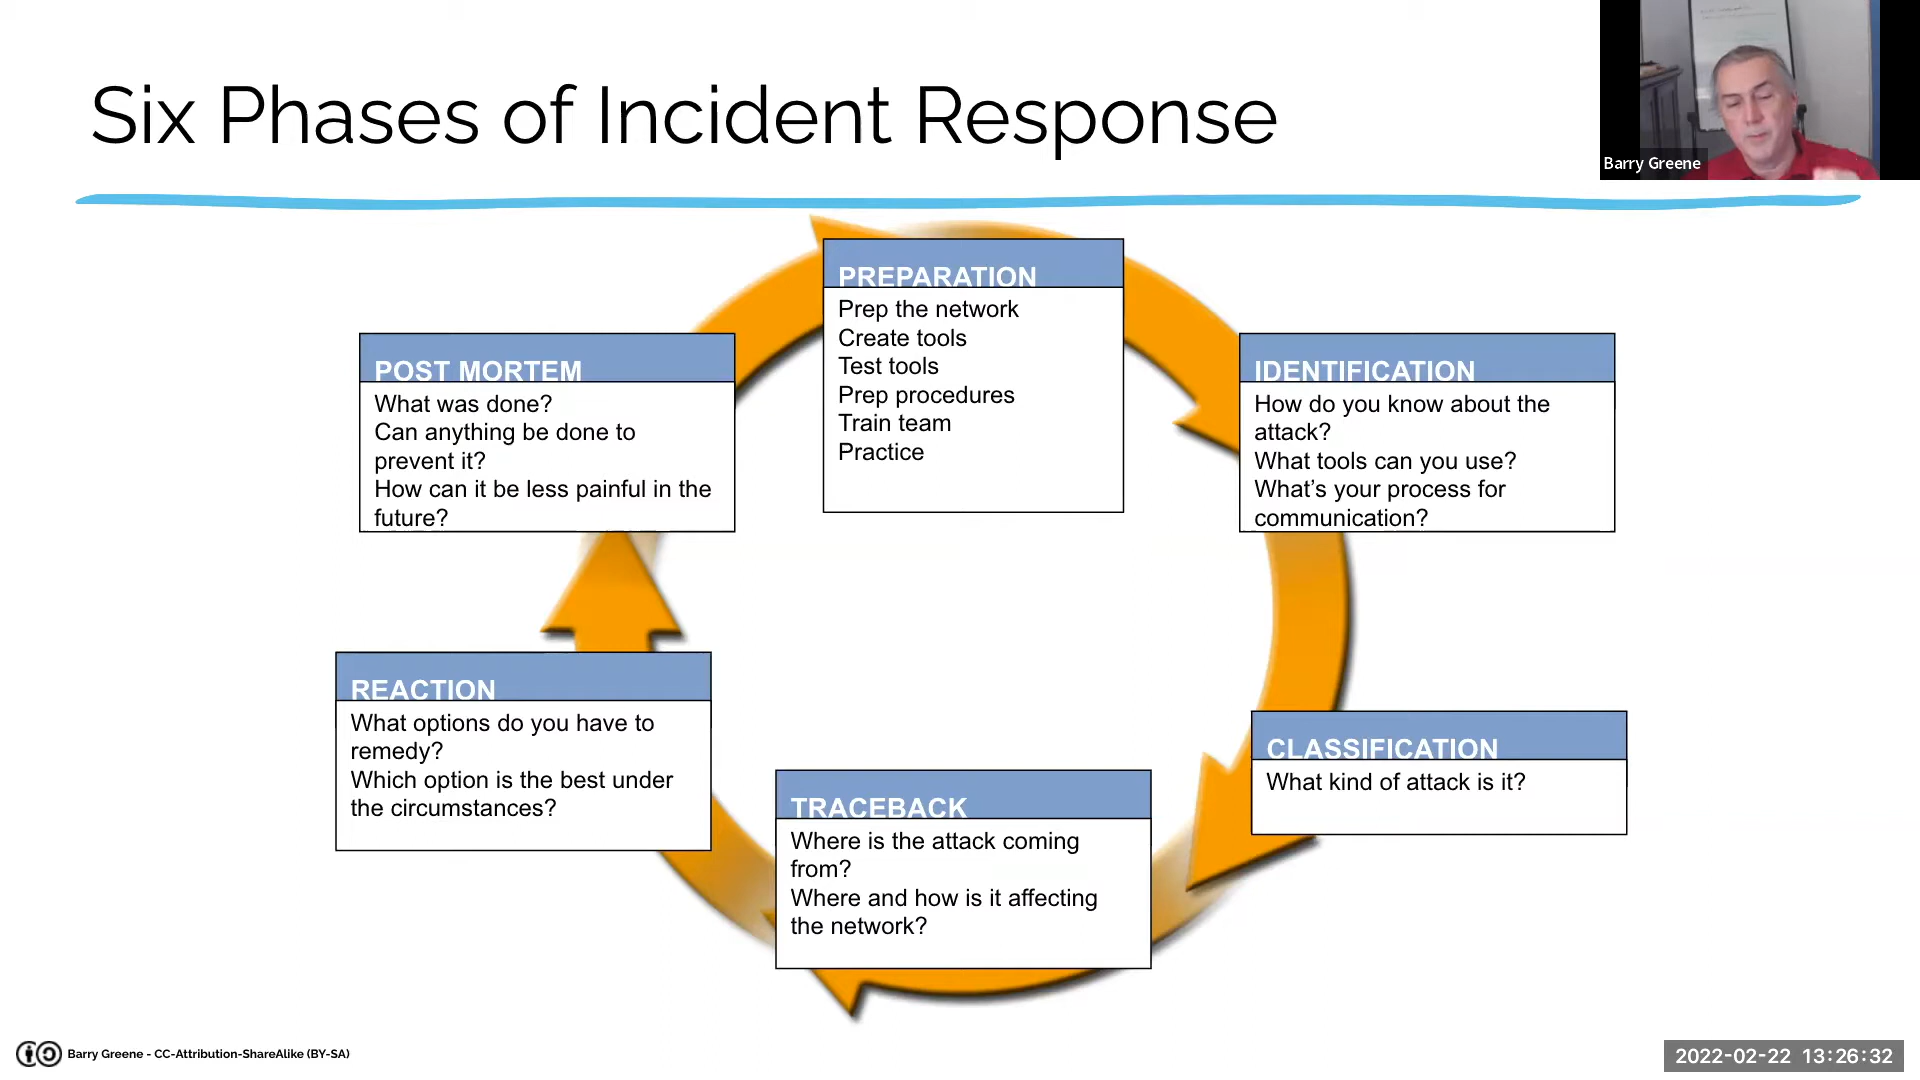 Six Phases of Incident Response
Barry Greene
PREPARATION
Prep the network
Create tools
Test tools
Prep procedures
Train team
Practice
IDENTIFICATION
How do you know about the
attack?
What tools can you use?
What’s your process for
communication?
CLASSIFICATION
What kind of attack is it?
TRACEBACK
Where is the attack coming
from?
Where and how is it affecting
the network?
REACTION
What options do you have to
remedy?
Which option is the best under
the circumstances?
POST MORTEM
What was done?
Can anything be done to
prevent it?
How can it be less painful in the
future?
Barry Greene - CC-Attribution-ShareAlike (BY-SA)
2022-02-22 13:26:32